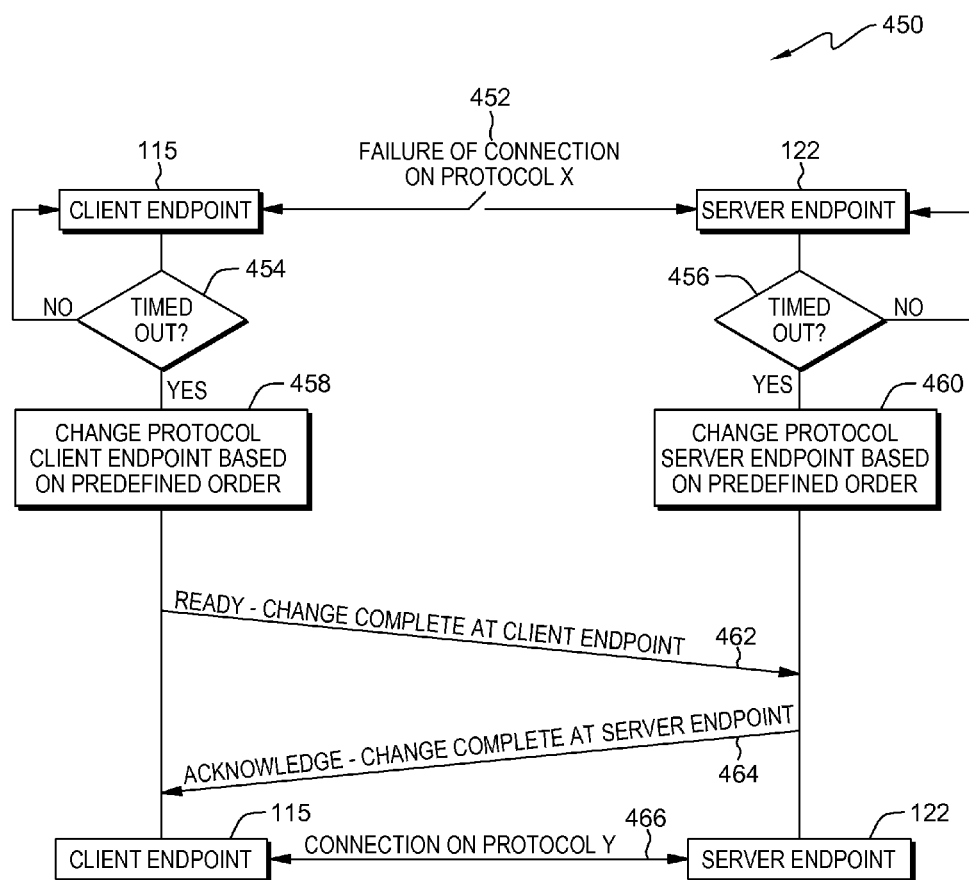 450
452
FAILURE OF CONNECTION
ON PROTOCOL X
115
122
CLIENT ENDPOINT
SERVER ENDPOINT
454
456
NO
TIMED
OUT?
TIMED
OUT?
NO
YES
458
YES
460
CHANGE PROTOCOL
CLIENT ENDPOINT BASED
ON PREDEFINED ORDER
CHANGE PROTOCOL
SERVER ENDPOINT BASED
ON PREDEFINED ORDER
READY - CHANGE COMPLETE AT CLIENT ENDPOINT
462
ACKNOWLEDGE - CHANGE COMPLETE AT SERVER ENDPOINT
464
115
CONNECTION ON PROTOCOL Y
466
122
CLIENT ENDPOINT
SERVER ENDPOINT